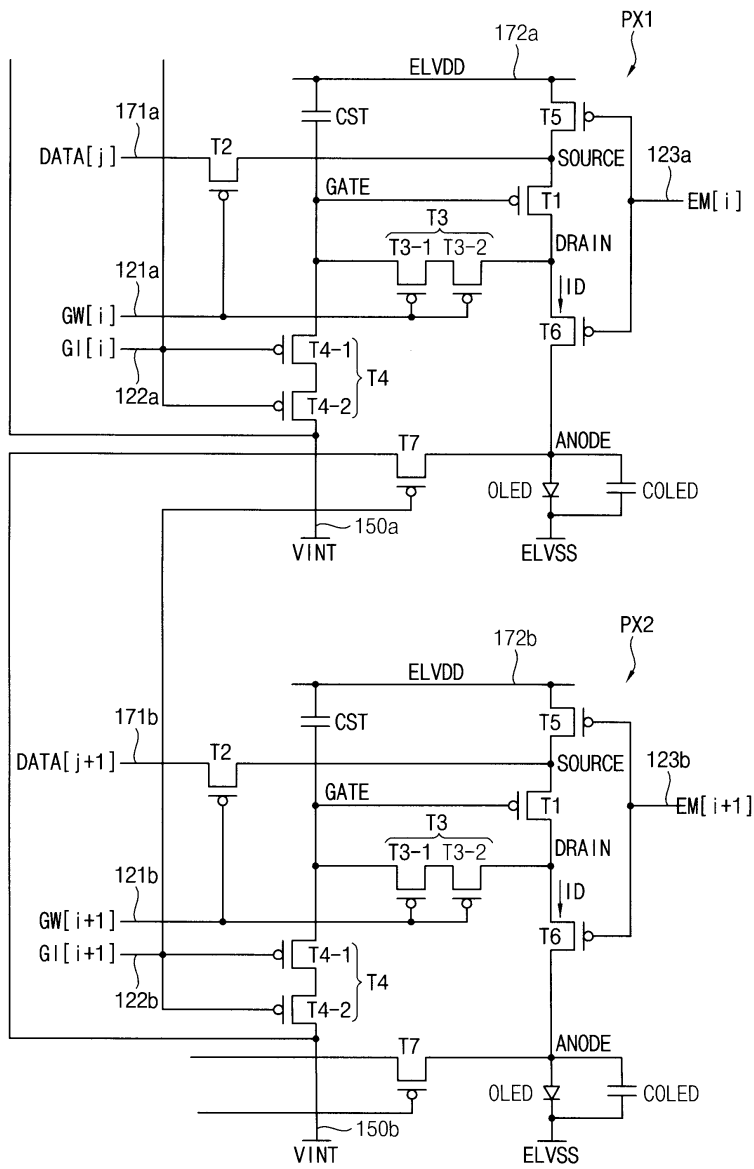 172a
PX1
ELVDD
171a
CST
T5
T2
DATA[j]
SOURCE
123a
GATE
T1
EM[i]
T3
T3-1 T3-2
DRAIN
121a
ID
GW[i]
T6
GI[i]
T4-1
T4
122a
T4-2
T7
ANODE
OLED
COLED
150a
VINT
ELVSS
172b
PX2
ELVDD
171b
CST
T5
T2
DATA[j+1]
SOURCE
123b
GATE
T1
EM[i+1]
T3
T3-1 T3-2
DRAIN
121b
ID
GW[i+1]
T6
GI[i+1]
T4-1
T4
122b
T4-2
T7
ANODE
OLED
COLED
150b
VINT
ELVSS